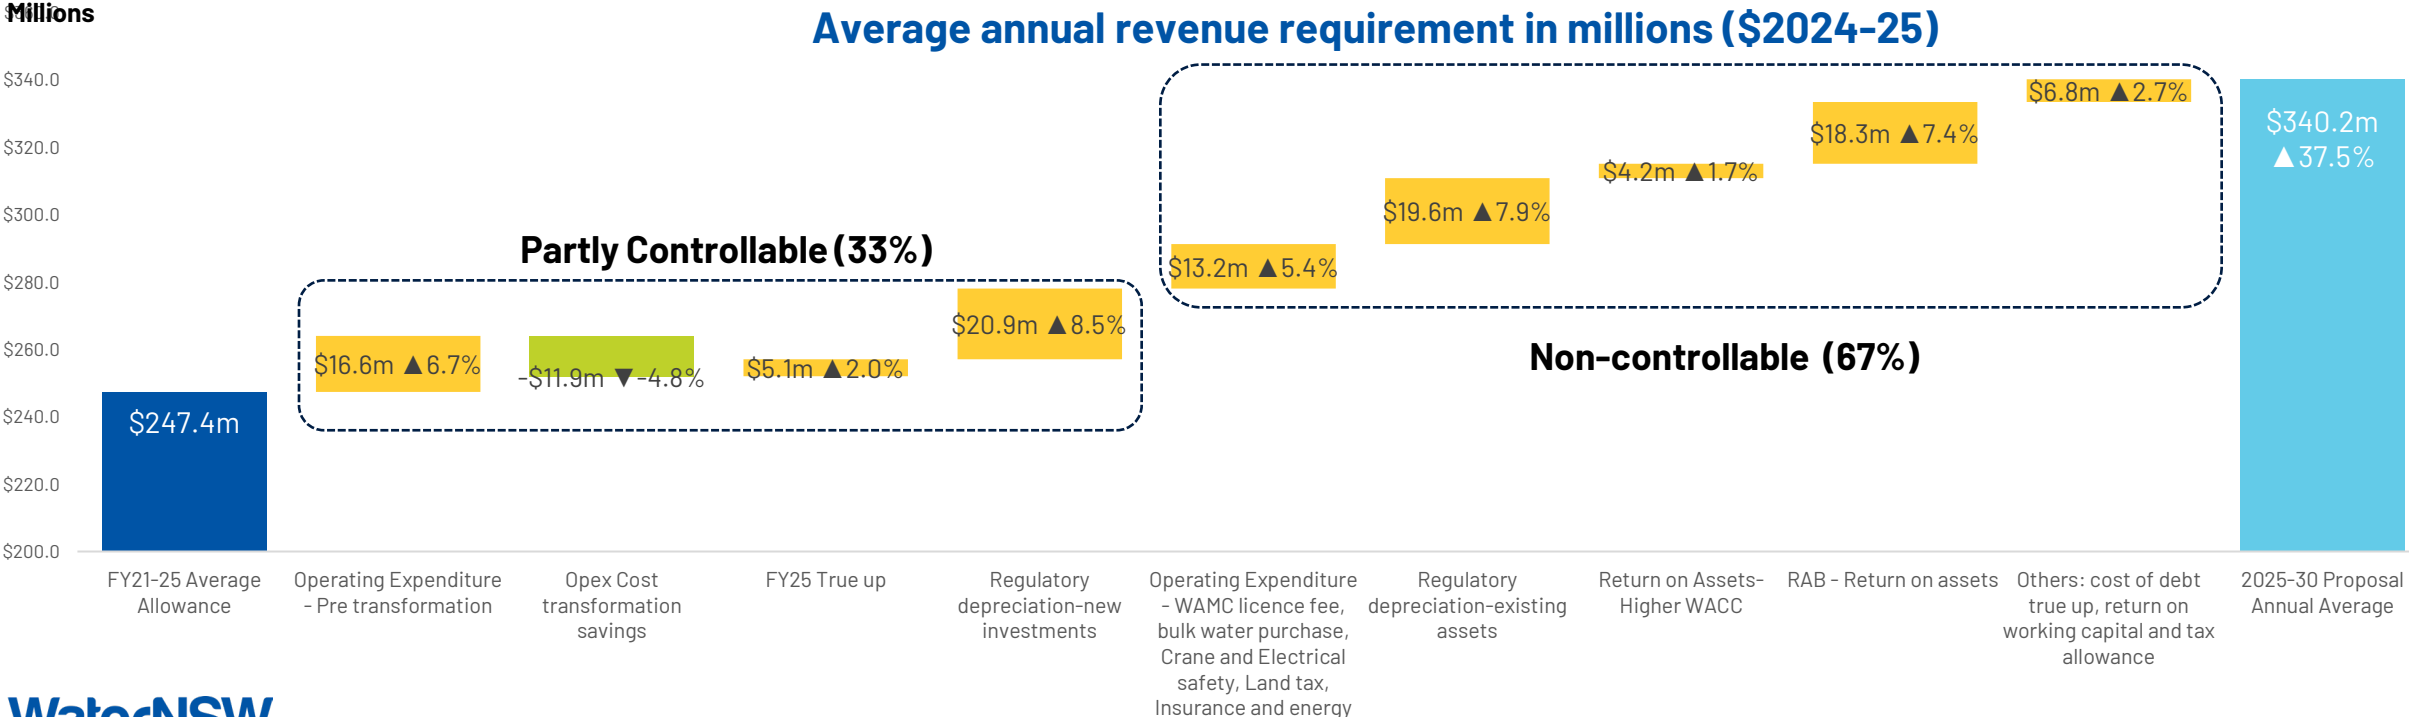 Millions
Average annual revenue requirement in millions ($2024-25)
$340.0
$320.0
$300.0
$280.0
$260.0
$240.0
$220.0
$200.0
Partly Controllable (33%)
Non-controllable (67%)
$247.4m
$16.6m ▲6.7%
-$11.9m ▼-4.8%
$5.1m ▲2.0%
$20.9m ▲8.5%
$13.2m ▲5.4%
$19.6m ▲7.9%
$4.2m ▲1.7%
$18.3m ▲7.4%
$6.8m ▲2.7%
$340.2m
▲37.5%
FY21-25 Average
Allowance
Operating Expenditure
- Pre transformation
Opex Cost
transformation
savings
FY25 True up
Regulatory
depreciation-new
investments
Operating Expenditure
- WAMC licence fee,
bulk water purchase,
Crane and Electrical
safety, Land tax,
Insurance and energy
Regulatory
depreciation-existing
assets
Return on Assets-
Higher WACC
RAB - Return on assets
Others: cost of debt
true up, return on
working capital and tax
allowance
2025-30 Proposal
Annual Average
WaterNSW